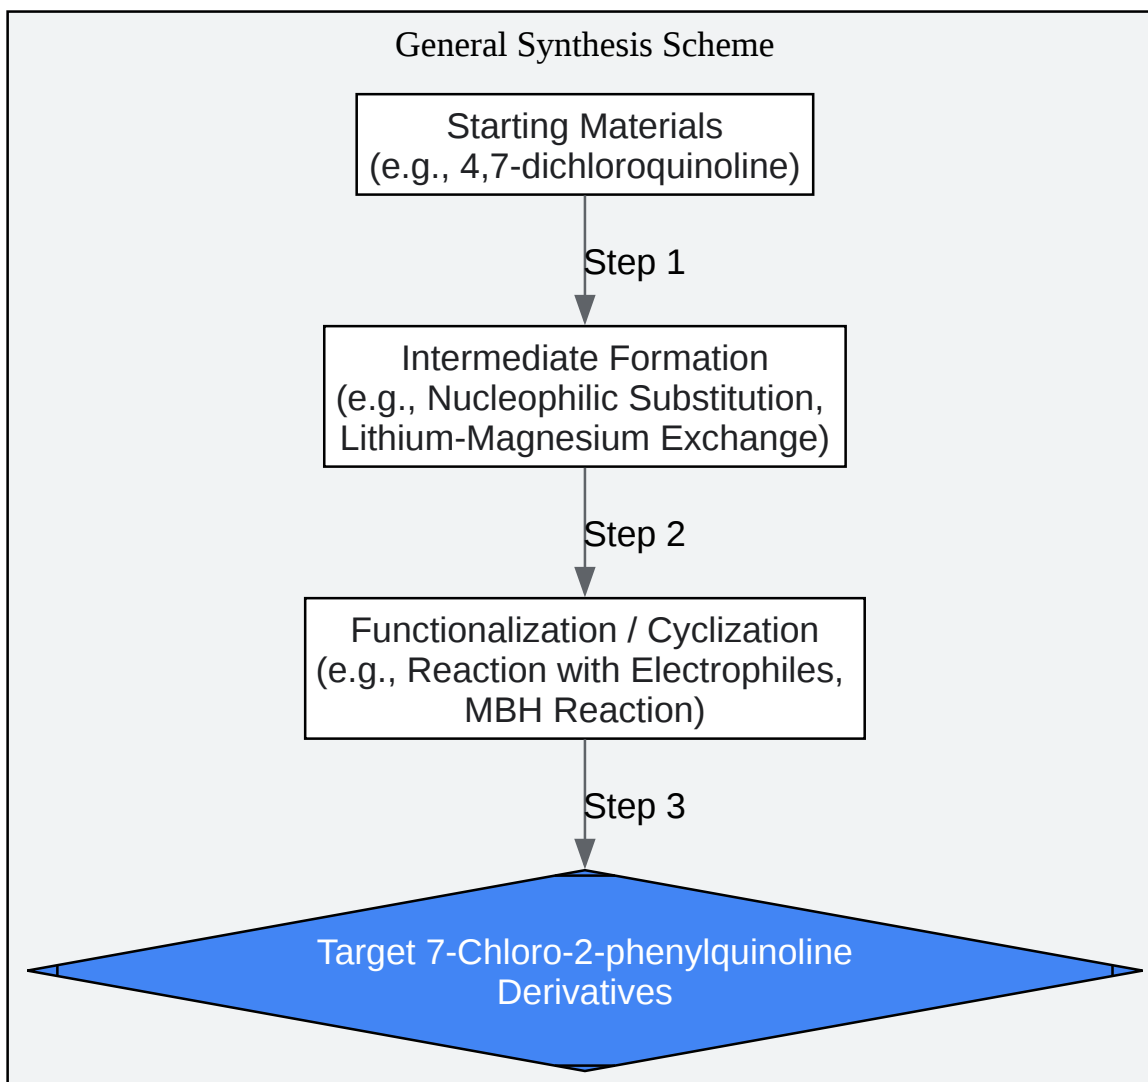 General Synthesis Scheme
Starting Materials
(e.g., 4,7-dichloroquinoline)
Step 1
Intermediate Formation
(e.g., Nucleophilic Substitution,
Lithium-Magnesium Exchange)
Step 2
Functionalization / Cyclization
(e.g., Reaction with Electrophiles,
MBH Reaction)
Step 3
Target 7-Chloro-2-phenylquinoline
Derivatives